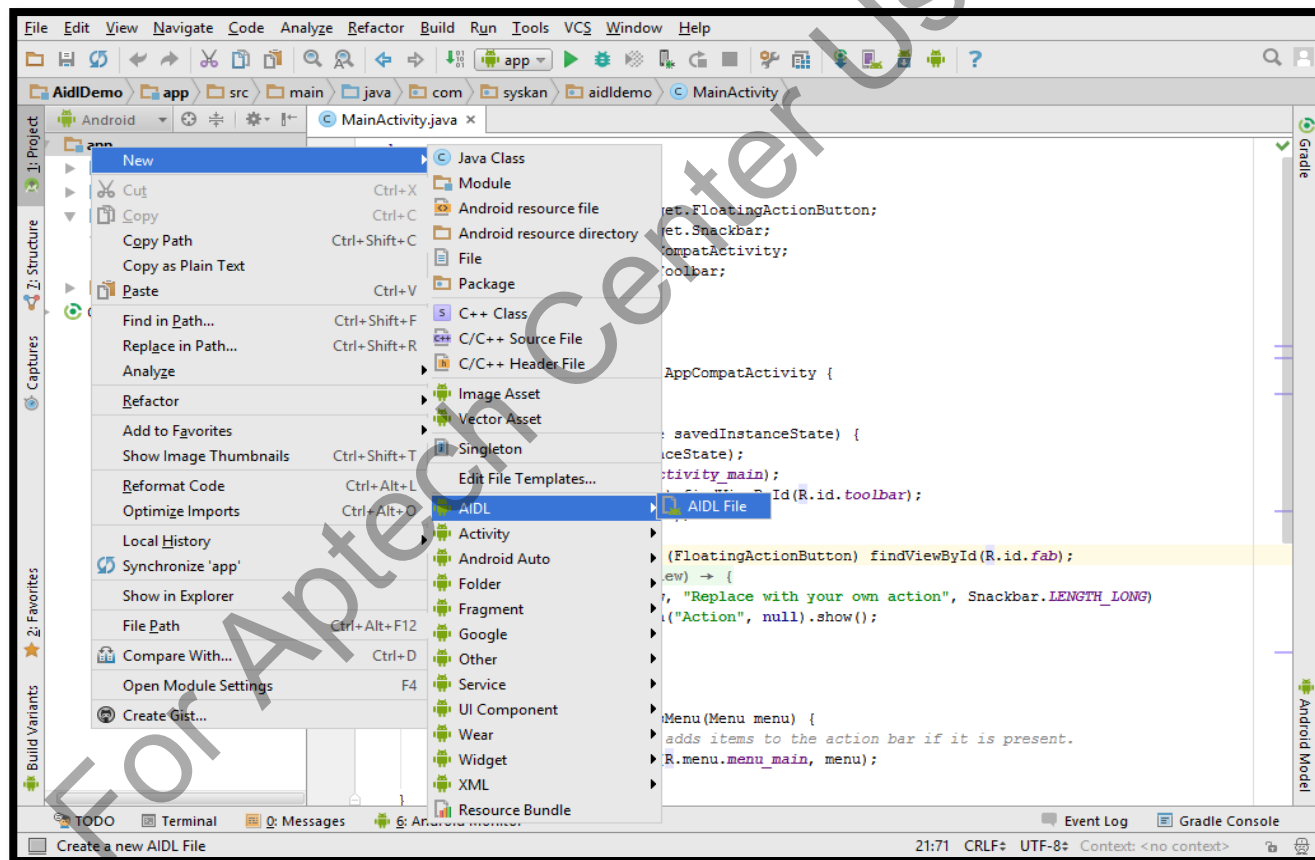 File Edit View Navigate Code Analyze Refactor Build Run Tools VCS Window Help
app
AidlDemo app src main java com syskan aidldemo MainActivity
Android MainActivity.java ×
1: Project
7: Structure
Captures
2: Favorites
Build Variants
app
New
Cut Ctrl+X
Copy Ctrl+C
Copy Path Ctrl+Shift+C
Copy as Plain Text
Paste Ctrl+V
Find in Path... Ctrl+Shift+F
Replace in Path... Ctrl+Shift+R
Analyze
Refactor
Add to Favorites
Show Image Thumbnails Ctrl+Shift+T
Reformat Code Ctrl+Alt+L
Optimize Imports Ctrl+Alt+O
Local History
Synchronize 'app'
Show in Explorer
File Path Ctrl+Alt+F12
Compare With... Ctrl+D
Open Module Settings F4
Create Gist...
Java Class
Module
Android resource file
Android resource directory
File
Package
C++ Class
C/C++ Source File
C/C++ Header File
Image Asset
Vector Asset
Singleton
Edit File Templates...
AIDL
Activity
Android Auto
Folder
Fragment
Google
Other
Service
UI Component
Wear
Widget
XML
Resource Bundle
AIDL File
get.FloatingActionButton;
get.Snackbar;
CompatActivity;
Toolbar;
AppCompatActivity {
savedInstanceState) {
nceState);
ctivity_main);
Id(R.id.toolbar);
(FloatingActionButton) findViewById(R.id.fab);
ew) → {
, "Replace with your own action", Snackbar.LENGTH_LONG)
("Action", null).show();
Menu(Menu menu) {
adds items to the action bar if it is present.
R.menu.menu_main, menu);
}
Gradle
Android Model
TODO Terminal 0: Messages 6: Android Monitor Event Log Gradle Console
Create a new AIDL File 21:71 CRLF UTF-8 Context: <no context>
For Aptech Center Us